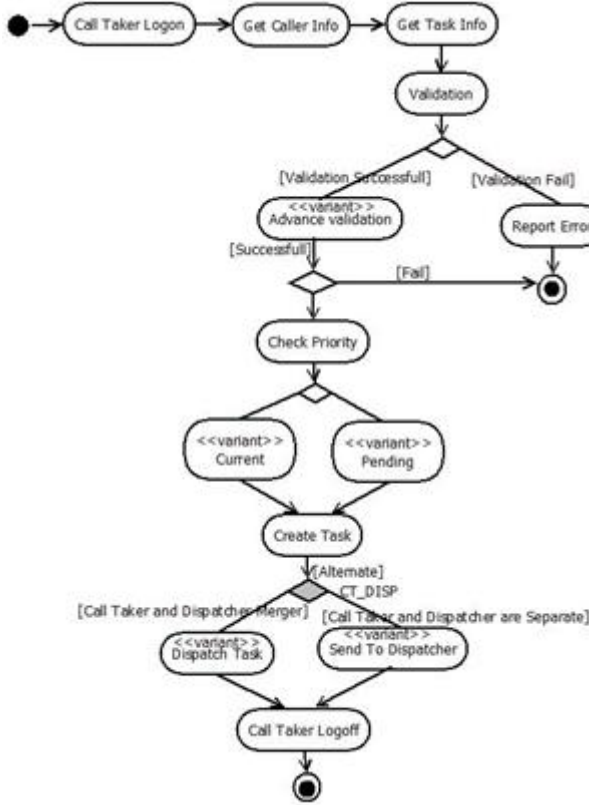 Call Taker Logon
Get Caller Info
Get Task Info
Validation
[Validation Successfull]
[Validation Fail]
<<variant>>
Advance validation
Report Error
[Successfull]
[Fail]
Check Priority
<<variant>>
Current
<<variant>>
Pending
Create Task
[Alternate]
CT_DISP
[Call Taker and Dispatcher Merger]
[Call Taker and Dispatcher are Separate]
<<variant>>
Dispatch Task
<<variant>>
Send To Dispatcher
Call Taker Logoff